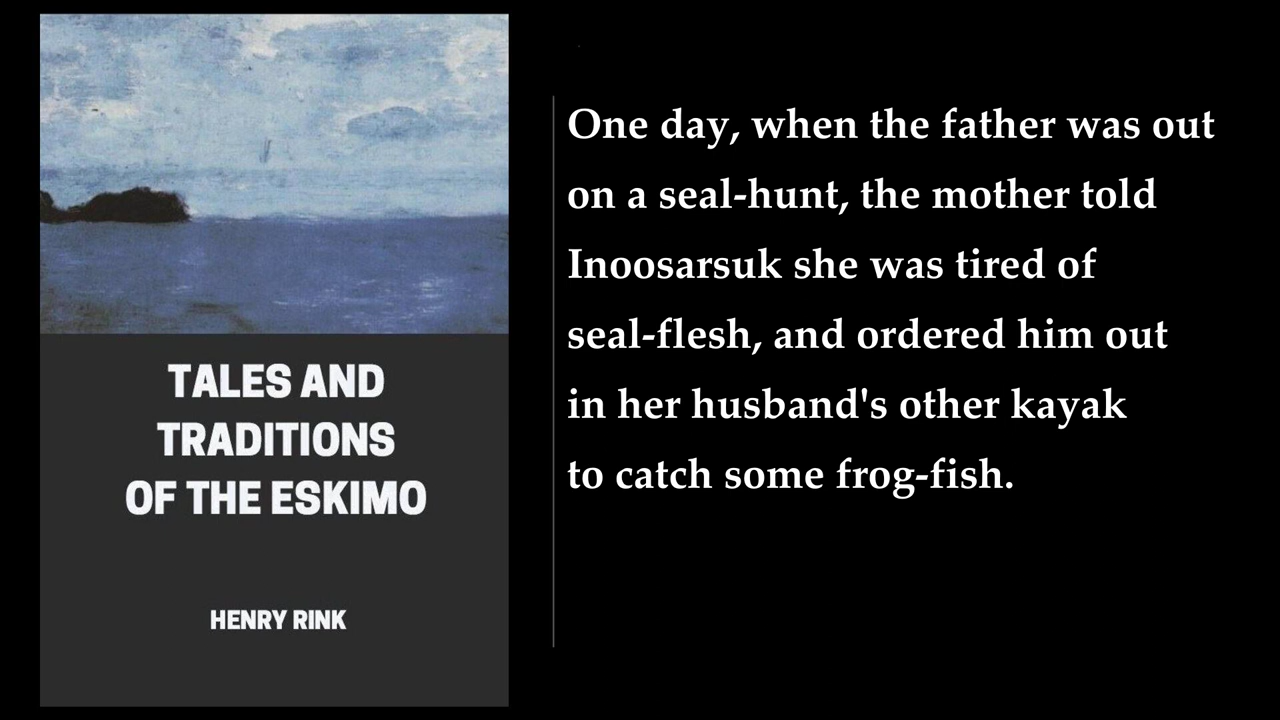 TALES AND
TRADITIONS
OF THE ESKIMO
HENRY RINK
One day, when the father was out
on a seal-hunt, the mother told
Inoosarsuk she was tired of
seal-flesh, and ordered him out
in her husband's other kayak
to catch some frog-fish.